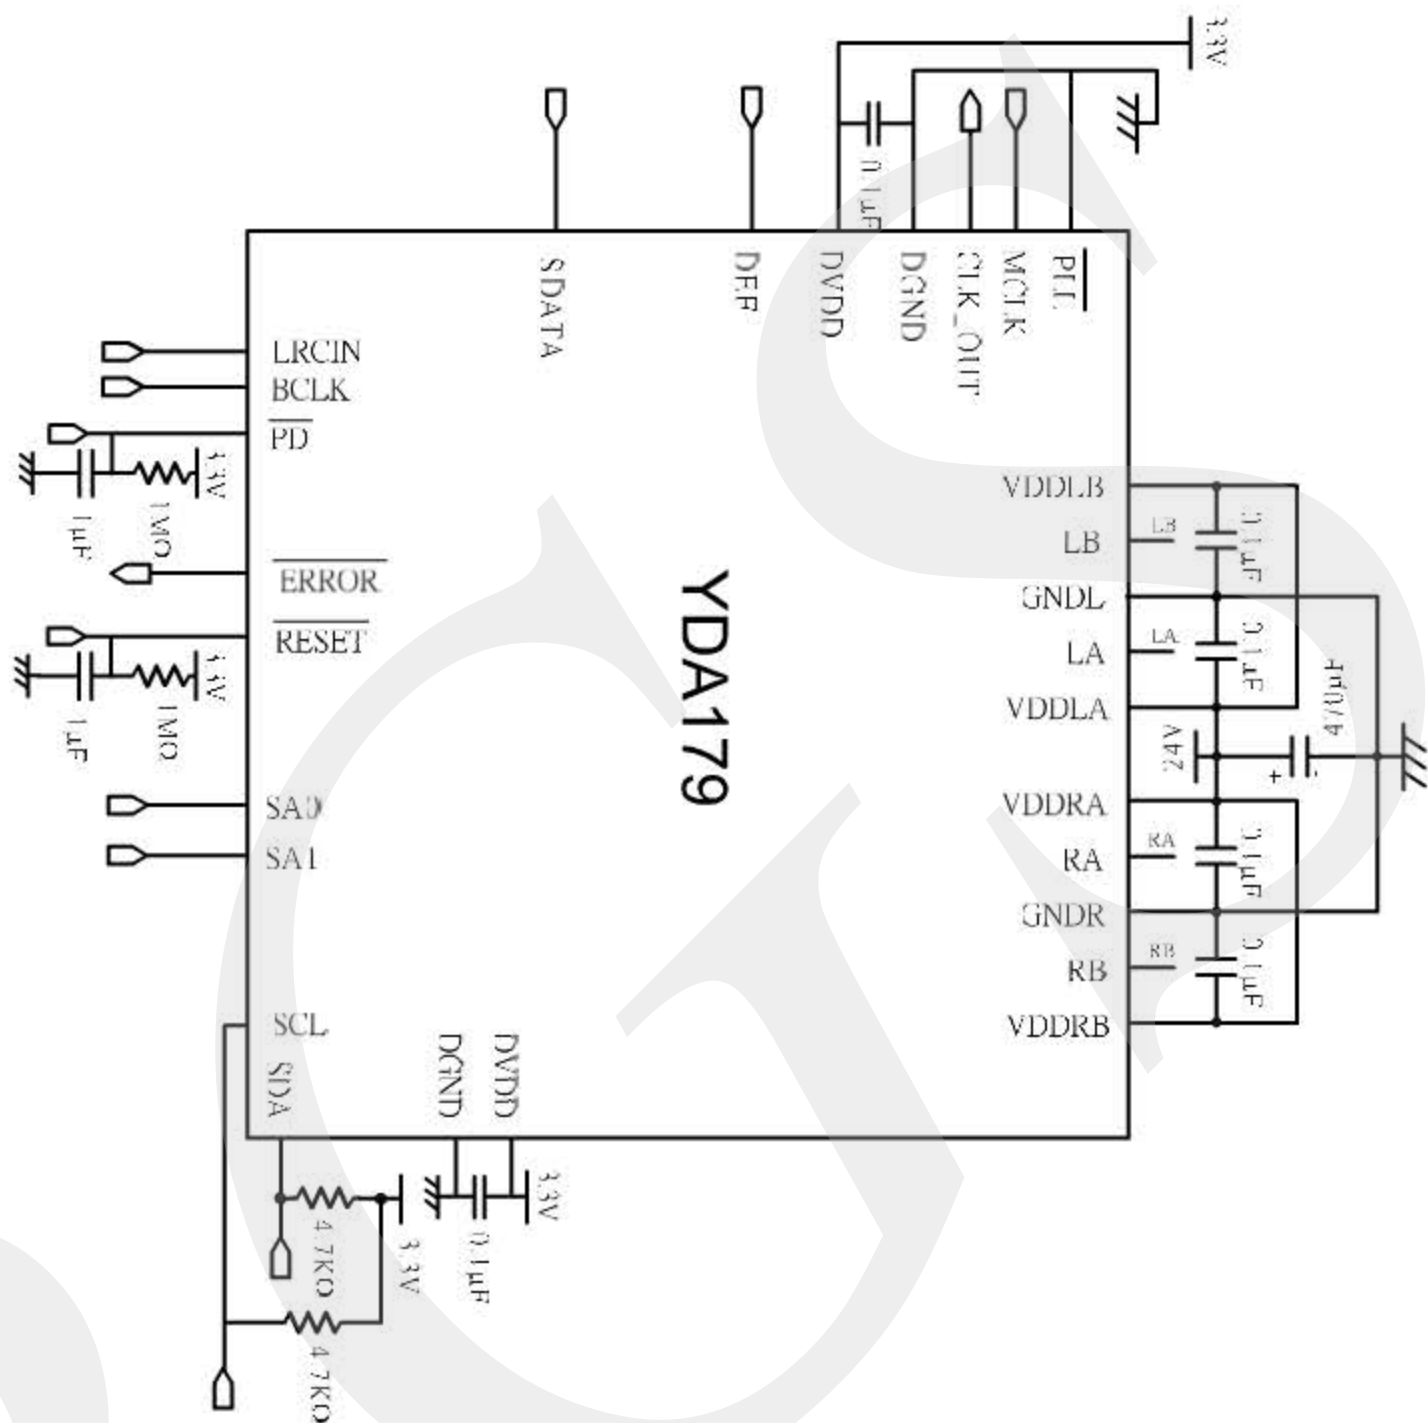 3.3V
0.1µF
SDATA
DEF
DVDD
DGND
CLK_OUT
MCLK
PLL
LRCIN
BCLK
PD
3.3V
1MΩ
1µF
ERROR
RESET
3.3V
1MΩ
1µF
SA0
SA1
SCL
SDA
DGND
DVDD
YDA179
VDDLB
LB
LB
0.1µF
GNDL
LA
LA
0.1µF
VDDLA
24V
+
-
470µF
VDDRA
RA
RA
0.1µF
GNDR
RB
RB
0.1µF
VDDRB
4.7KΩ
3.3V
0.1µF
3.3V
4.7KΩ